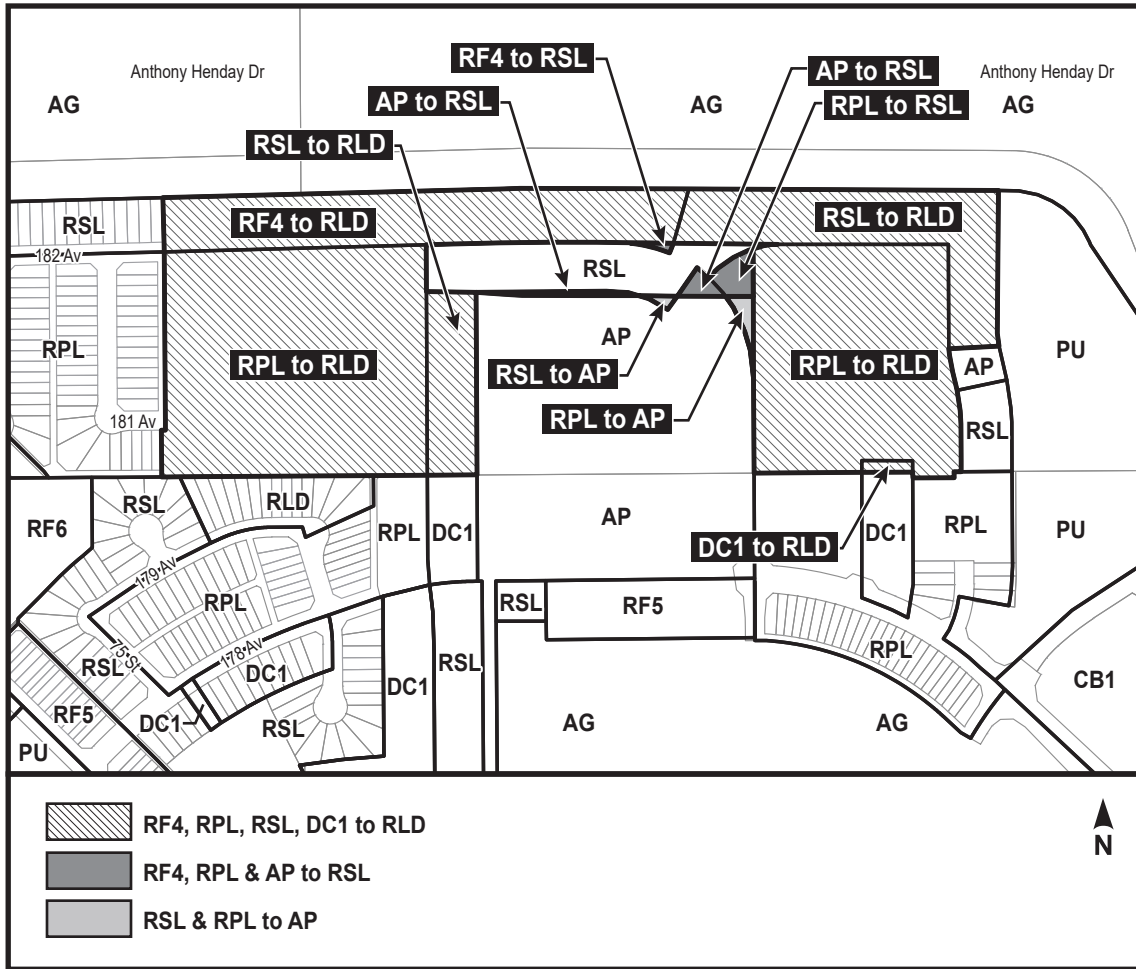 RF4 to RSL
AP to RSL
Anthony Henday Dr
Anthony Henday Dr
AG
AP to RSL
AG
RPL to RSL
AG
RSL to RLD
RSL
RF4 to RLD
RSL to RLD
182 Av
RSL
RPL
AP
PU
RPL to RLD
RSL to AP
RPL to RLD
AP
RPL to AP
181 Av
RSL
RSL
RLD
RF6
RPL
DC1
AP
DC1
RPL
PU
DC1 to RLD
179 Av
RPL
RSL
RF5
75 St
178 Av
RSL
DC1
RSL
RPL
DC1
CB1
RF5
DC1
RSL
AG
AG
PU
RF4, RPL, RSL, DC1 to RLD
RF4, RPL & AP to RSL
RSL & RPL to AP
N